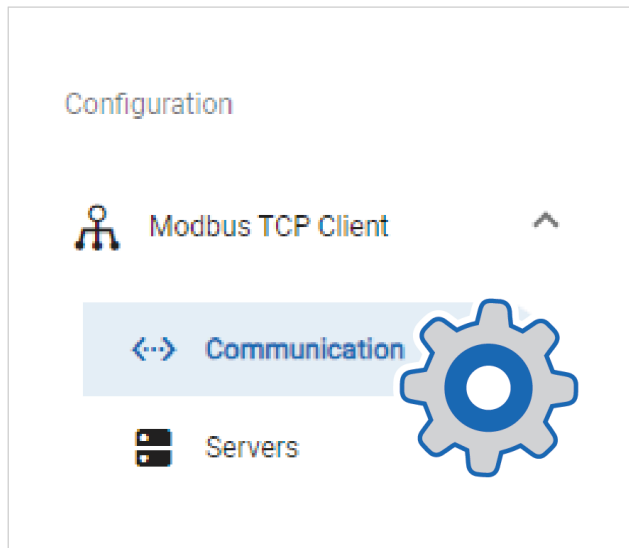 Configuration
Modbus TCP Client
Communication
Servers